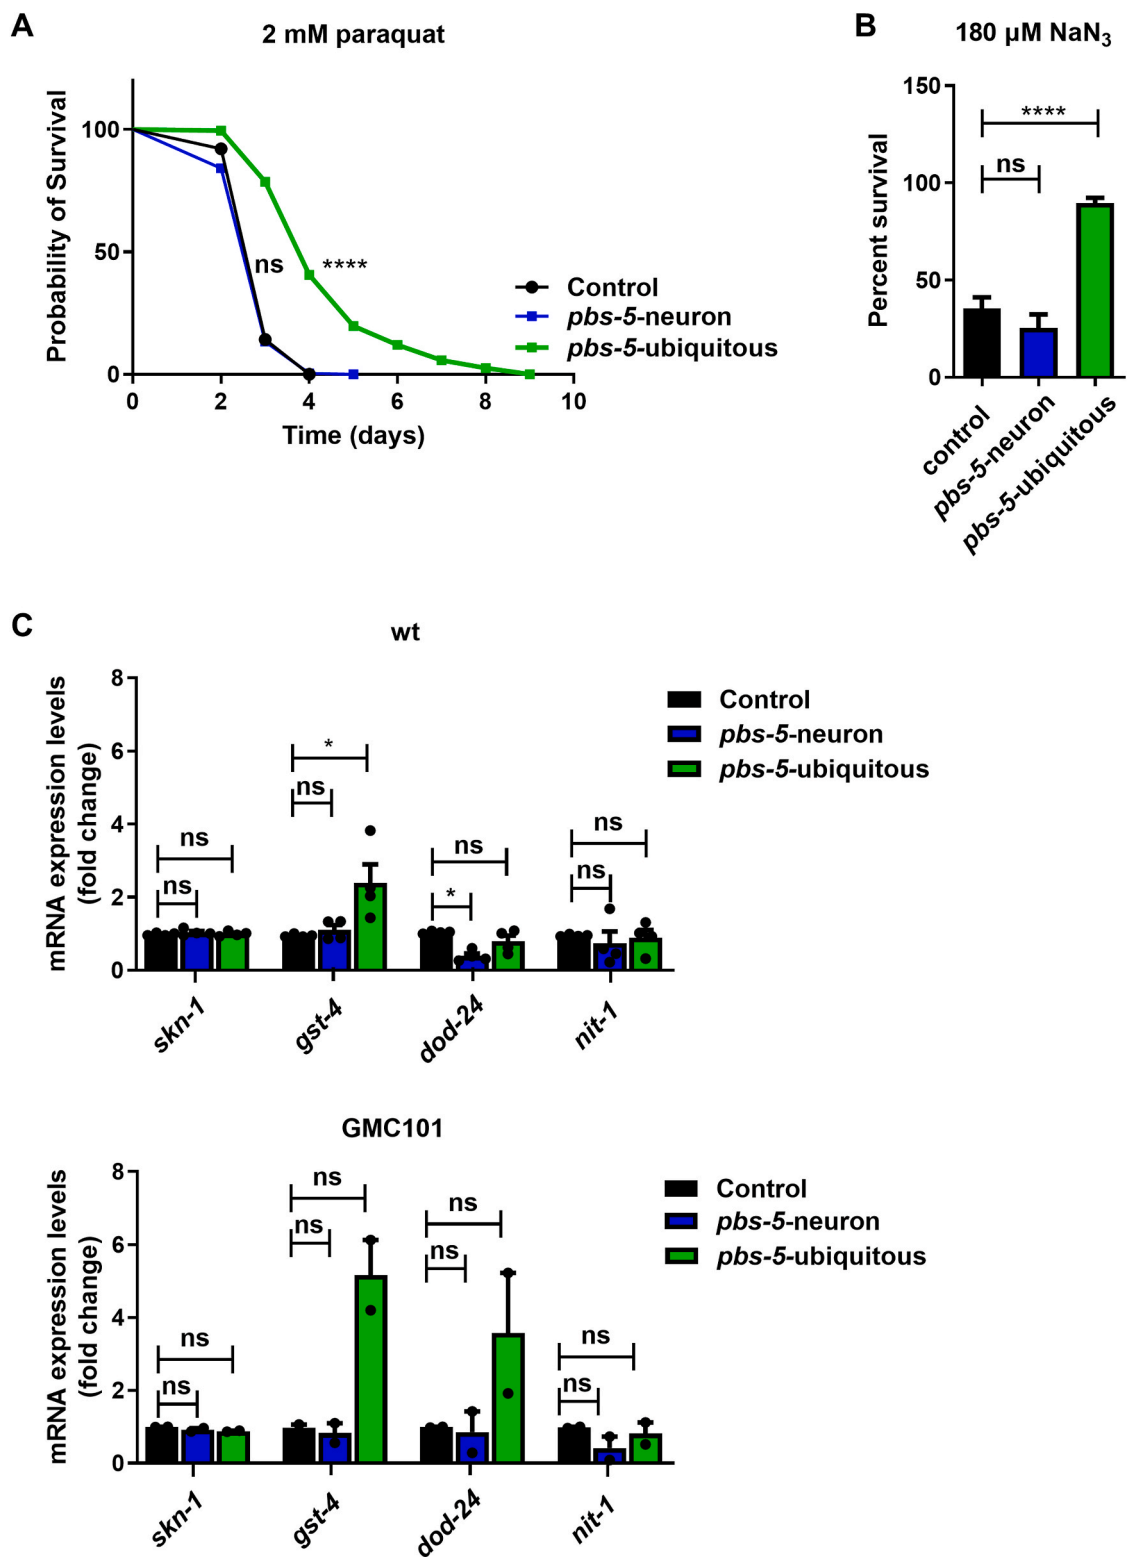 A
2 mM paraquat
Probability of Survival
100
50
0
0 2 4 6 8 10
Time (days)
ns
****
Control
pbs-5-neuron
pbs-5-ubiquitous
B
180 µM NaN3
Percent survival
150
100
50
0
****
ns
control
pbs-5-neuron
pbs-5-ubiquitous
C
wt
mRNA expression levels
(fold change)
8
6
4
2
0
ns
ns
*
ns
ns
*
ns
ns
skn-1
gst-4
dod-24
nit-1
Control
pbs-5-neuron
pbs-5-ubiquitous
GMC101
mRNA expression levels
(fold change)
8
6
4
2
0
ns
ns
ns
ns
ns
ns
ns
ns
skn-1
gst-4
dod-24
nit-1
Control
pbs-5-neuron
pbs-5-ubiquitous